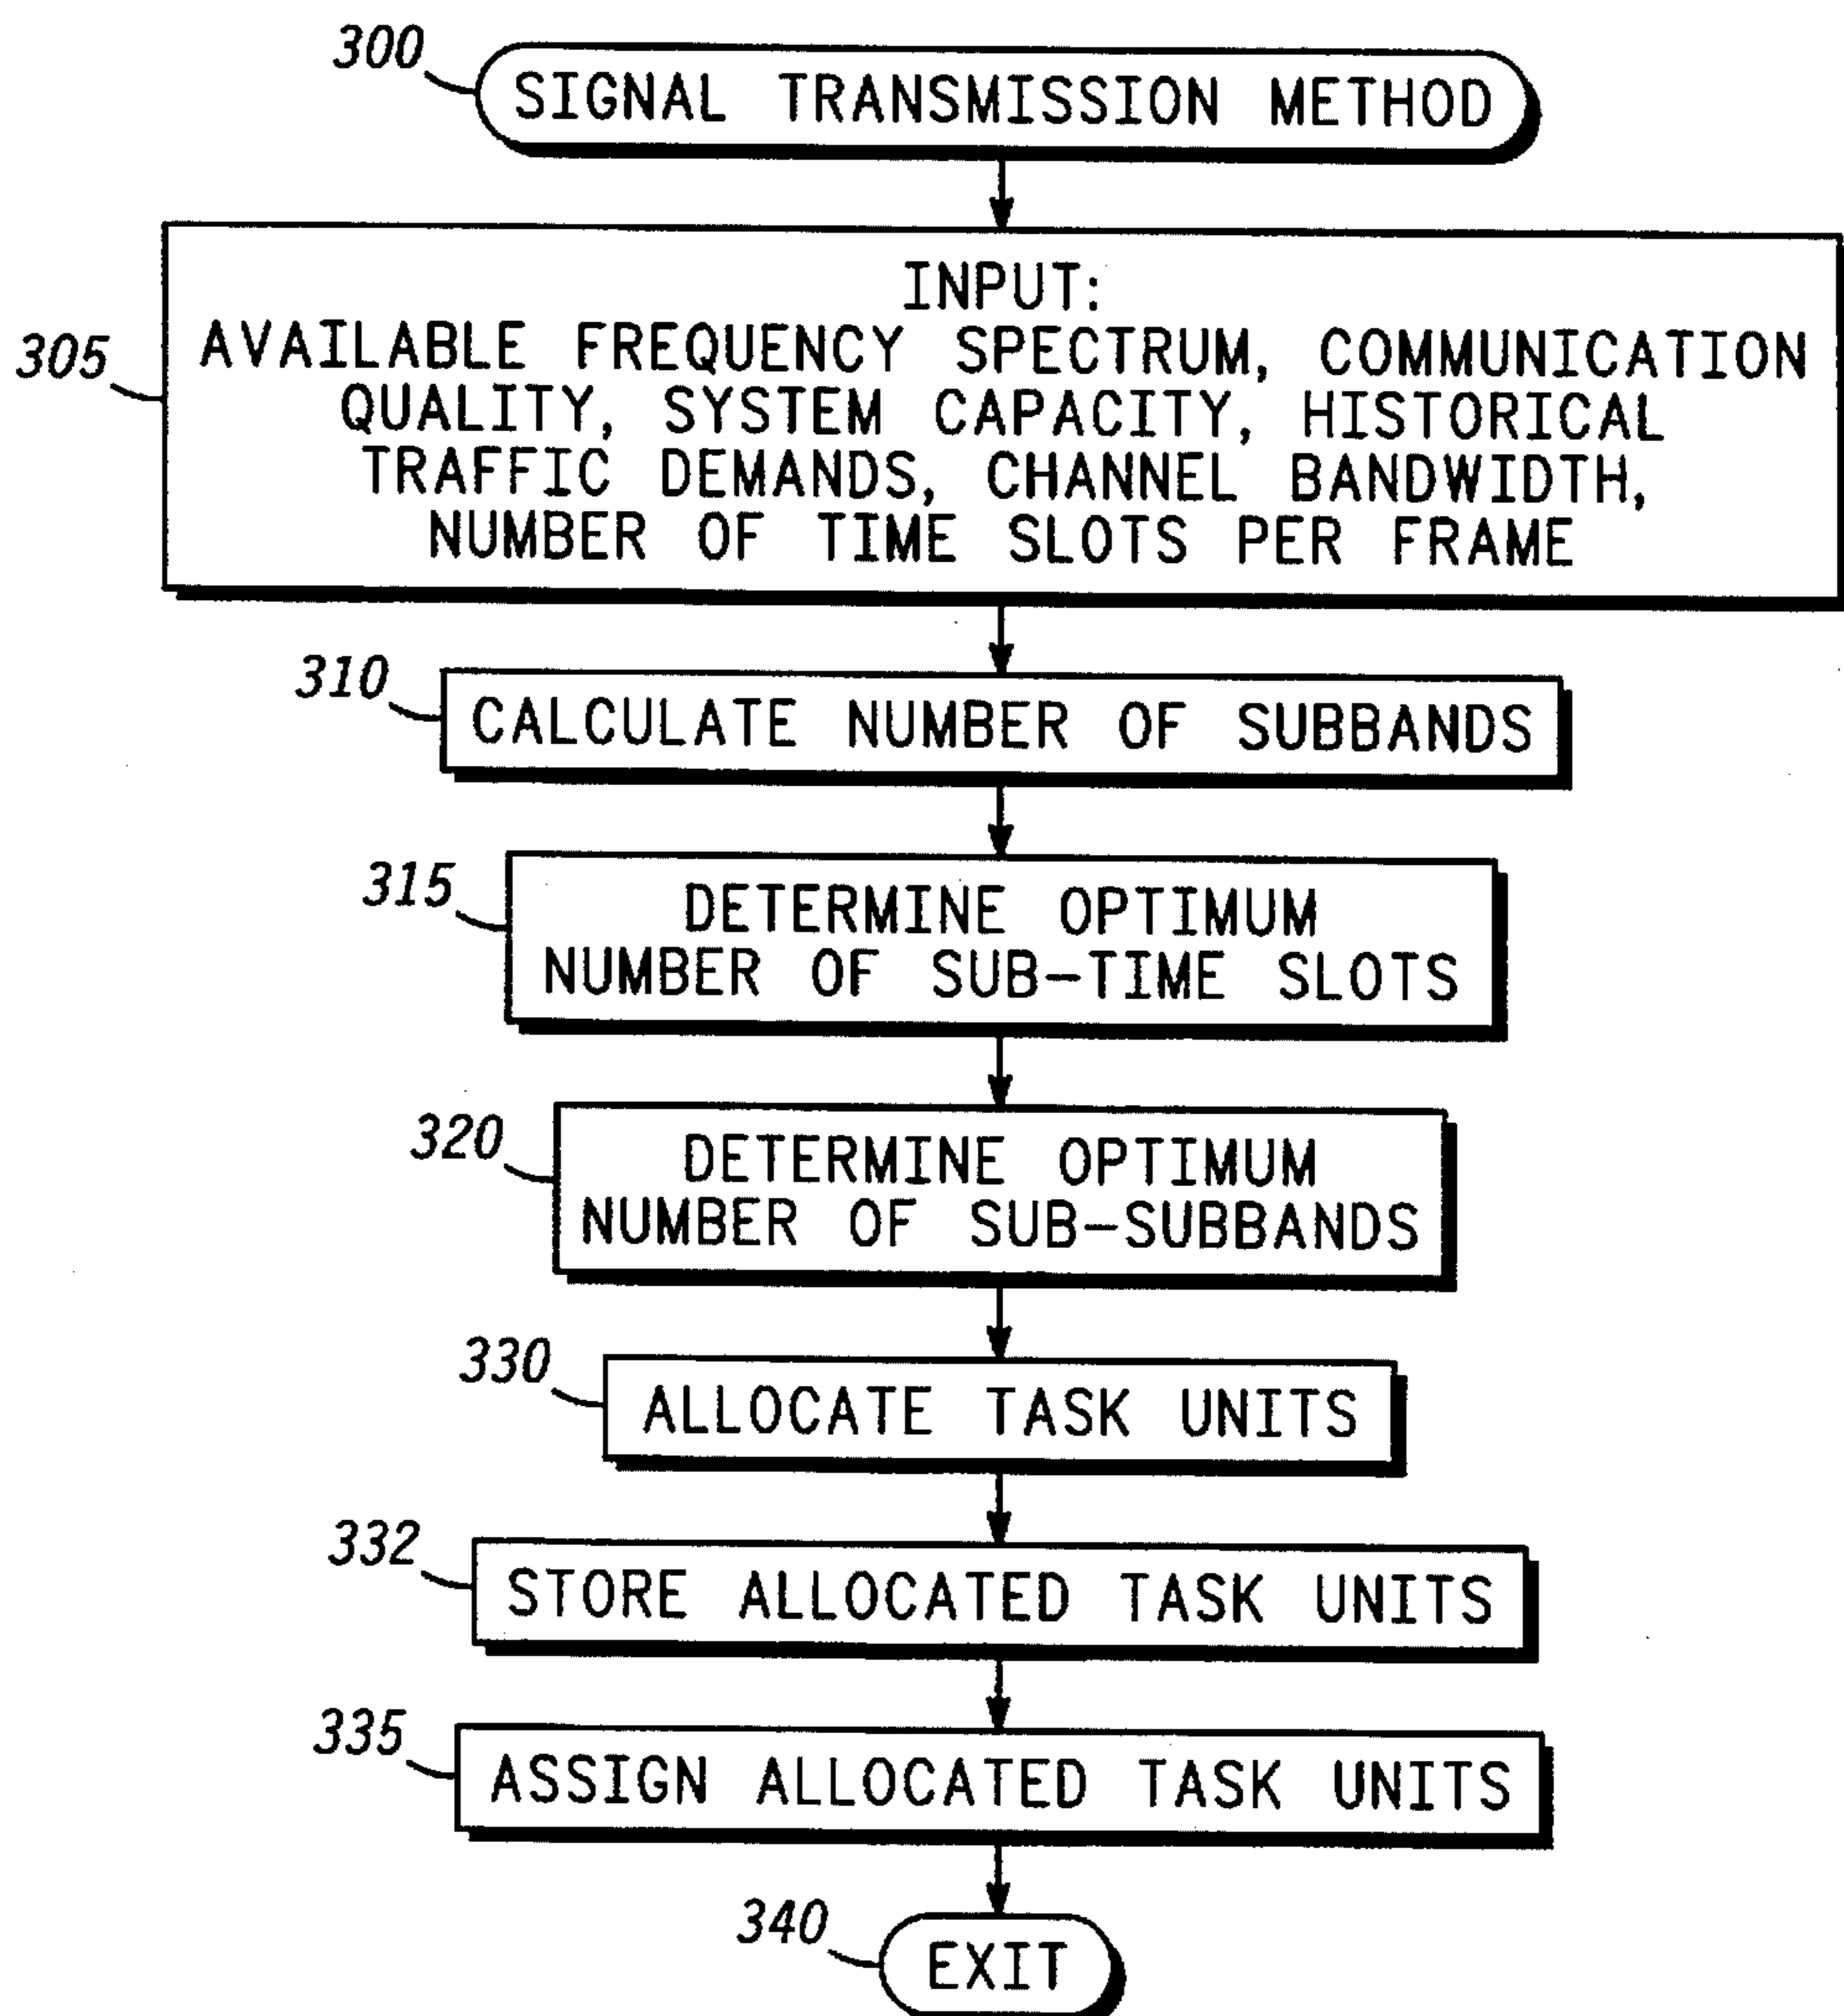 300
SIGNAL TRANSMISSION METHOD
305
INPUT:
AVAILABLE FREQUENCY SPECTRUM, COMMUNICATION
QUALITY, SYSTEM CAPACITY, HISTORICAL
TRAFFIC DEMANDS, CHANNEL BANDWIDTH,
NUMBER OF TIME SLOTS PER FRAME
310
CALCULATE NUMBER OF SUBBANDS
315
DETERMINE OPTIMUM
NUMBER OF SUB-TIME SLOTS
320
DETERMINE OPTIMUM
NUMBER OF SUB-SUBBANDS
330
ALLOCATE TASK UNITS
332
STORE ALLOCATED TASK UNITS
335
ASSIGN ALLOCATED TASK UNITS
340
EXIT